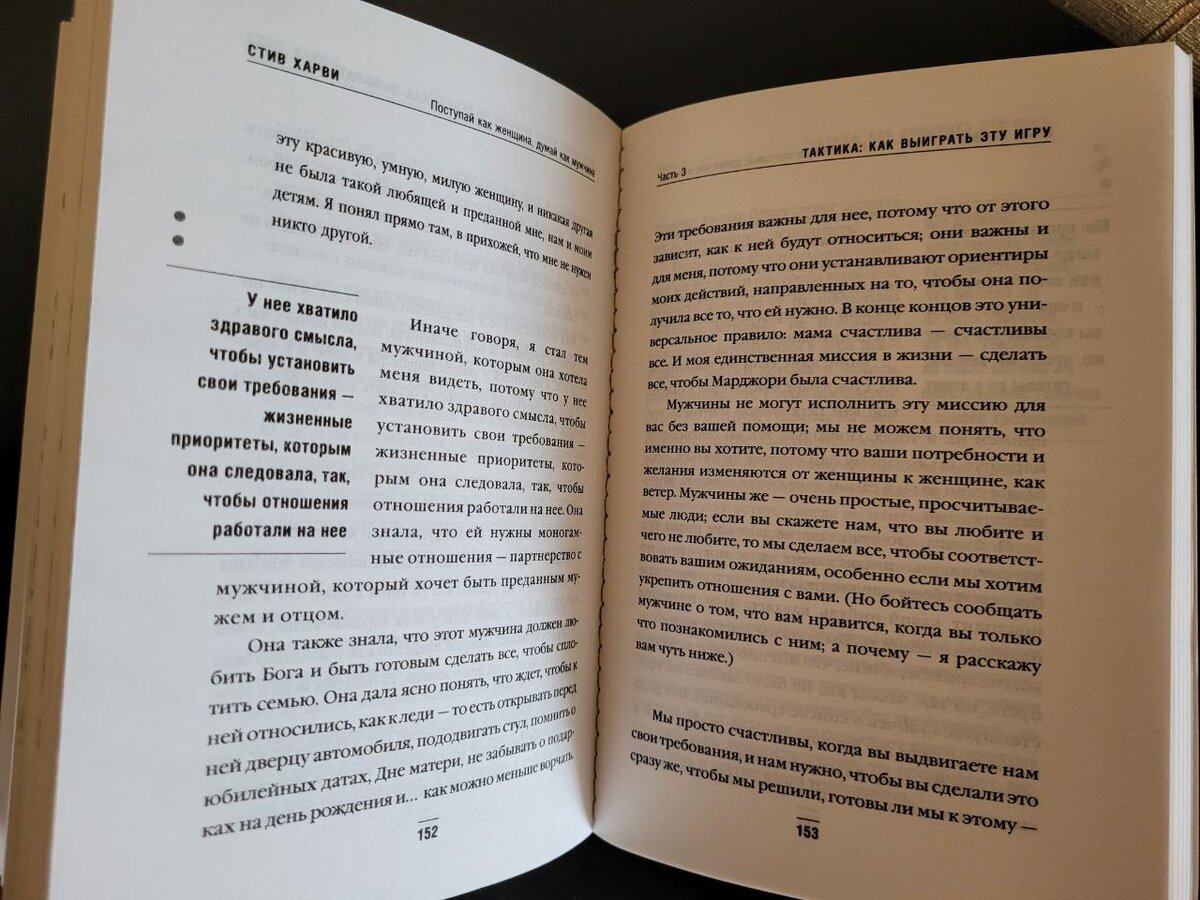 СТИВ ХАРВИ
Поступай как женщина, думай как мужчина
эту красивую, умную, милую женщину, и никакая другая
не была такой любящей и преданной мне, нам и моим
детям. Я понял прямо там, в прихожей, что мне не нужен
никто другой.
У нее хватило
здравого смысла,
чтобы установить
свои требования —
жизненные
приоритеты, которым
она следовала, так,
чтобы отношения
работали на нее
Иначе говоря, я стал тем
мужчиной, которым она хотела
меня видеть, потому что у нее
хватило здравого смысла, чтобы
установить свои требования –
жизненные приоритеты, кото-
рым она следовала, так, чтобы
отношения работали на нее. Она
знала, что ей нужны моногам-
ные отношения – партнерство с
мужчиной, который хочет быть преданным му-
жем и отцом.
Она также знала, что этот мужчина должен лю-
бить Бога и быть готовым сделать все, чтобы спло-
тить семью. Она дала ясно понять, что ждет, чтобы к
ней относились, как к леди — то есть открывать перед
ней дверцу автомобиля, пододвигать стул, помнить о
юбилейных датах, Дне матери, не забывать о подар-
ках на день рождения и... как можно меньше ворчать.
152
Часть 3
ТАКТИКА: КАК ВЫИГРАТЬ ЭТУ ИГРУ
Эти требования важны для нее, потому что от этого
зависит, как к ней будут относиться; они важны и
для меня, потому что они устанавливают ориентиры
моих действий, направленных на то, чтобы она по-
лучила все то, что ей нужно. В конце концов это уни-
версальное правило: мама счастлива — счастливы
все. И моя единственная миссия в жизни — сделать
все, чтобы Марджори была счастлива.
Мужчины не могут исполнить эту миссию для
вас без вашей помощи; мы не можем понять, что
именно вы хотите, потому что ваши потребности и
желания изменяются от женщины к женщине, как
ветер. Мужчины же — очень простые, просчитывае-
мые люди; если вы скажете нам, что вы любите и
чего не любите, то мы сделаем все, чтобы соответст-
вовать вашим ожиданиям, особенно если мы хотим
укрепить отношения с вами. (Но бойтесь сообщать
мужчине о том, что вам нравится, когда вы только
что познакомились с ним; а почему — я расскажу
вам чуть ниже.)
Мы просто счастливы, когда вы выдвигаете нам
свои требования, и нам нужно, чтобы вы сделали это
сразу же, чтобы мы решили, готовы ли мы к этому —
153